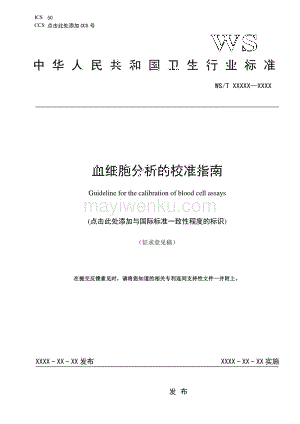 ICS 60
CCS 点击此处添加 CCS 号
WS
中华人民共和国卫生行业标准
WS/T XXXXX—XXXX
血细胞分析的校准指南
Guideline for the calibration of blood cell assays
mayiwenku.com
(点击此处添加与国际标准一致性程度的标识)
（征求意见稿）
在提交反馈意见时，请将您知道的相关专利连同支持性文件一并附上。
XXXX-XX-XX 发布
XXXX-XX-XX 实施
发 布